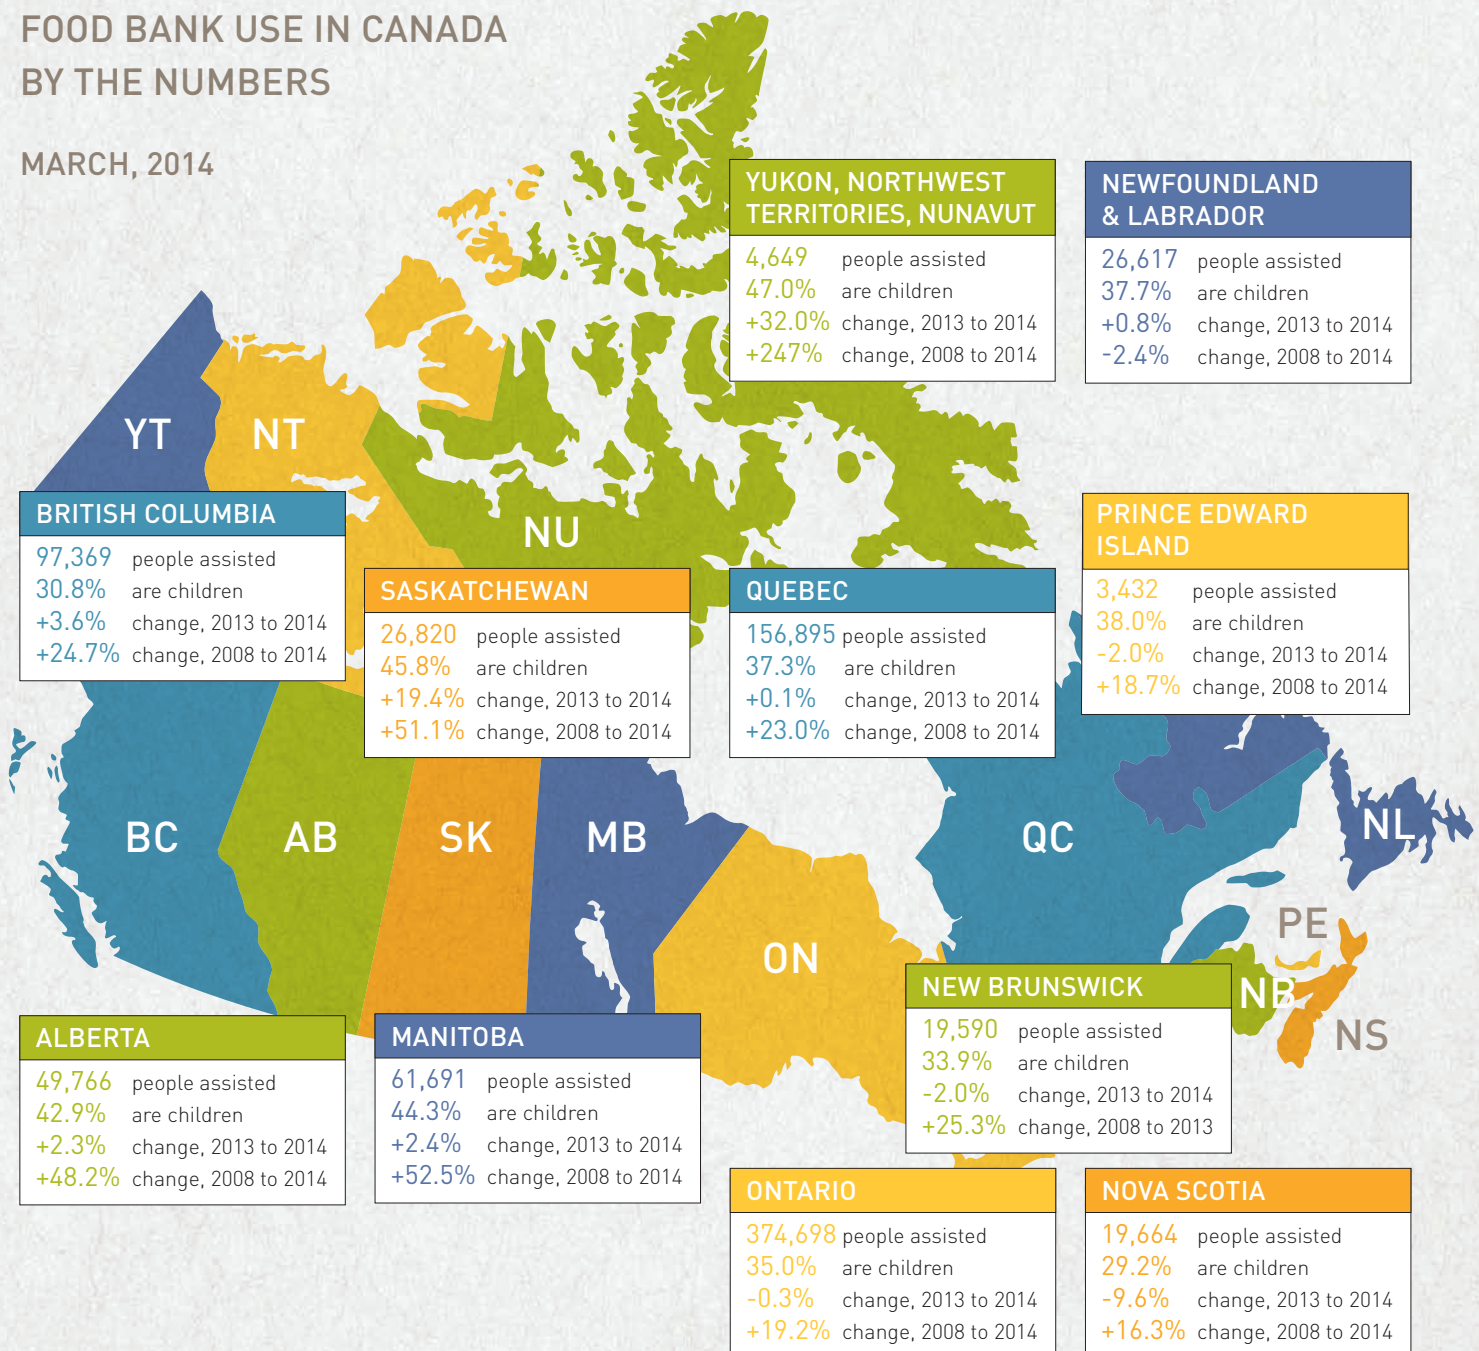 FOOD BANK USE IN CANADA
BY THE NUMBERS
MARCH, 2014
YUKON, NORTHWEST
TERRITORIES, NUNAVUT
4,649 people assisted
47.0% are children
+32.0% change, 2013 to 2014
+247% change, 2008 to 2014
NEWFOUNDLAND
& LABRADOR
26,617 people assisted
37.7% are children
+0.8% change, 2013 to 2014
-2.4% change, 2008 to 2014
YT
NT
NU
BRITISH COLUMBIA
97,369 people assisted
30.8% are children
+3.6% change, 2013 to 2014
+24.7% change, 2008 to 2014
SASKATCHEWAN
26,820 people assisted
45.8% are children
+19.4% change, 2013 to 2014
+51.1% change, 2008 to 2014
QUEBEC
156,895 people assisted
37.3% are children
+0.1% change, 2013 to 2014
+23.0% change, 2008 to 2014
PRINCE EDWARD
ISLAND
3,432 people assisted
38.0% are children
-2.0% change, 2013 to 2014
+18.7% change, 2008 to 2014
BC
AB
SK
MB
ON
QC
NL
PE
NB
NS
ALBERTA
49,766 people assisted
42.9% are children
+2.3% change, 2013 to 2014
+48.2% change, 2008 to 2014
MANITOBA
61,691 people assisted
44.3% are children
+2.4% change, 2013 to 2014
+52.5% change, 2008 to 2014
NEW BRUNSWICK
19,590 people assisted
33.9% are children
-2.0% change, 2013 to 2014
+25.3% change, 2008 to 2013
ONTARIO
374,698 people assisted
35.0% are children
-0.3% change, 2013 to 2014
+19.2% change, 2008 to 2014
NOVA SCOTIA
19,664 people assisted
29.2% are children
-9.6% change, 2013 to 2014
+16.3% change, 2008 to 2014